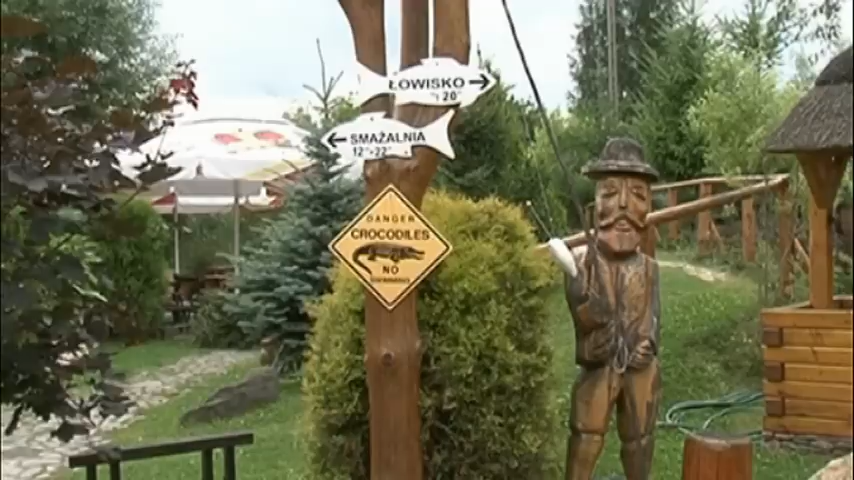 ŁOWISKO
20
SMAŻALNIA
12-22
DANGER
CROCODILES
NO